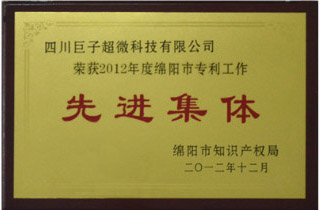 四川巨子超微科技有限公司
荣获2012年度绵阳市专利工作
先进集体
绵阳市知识产权局
二〇一二年十二月